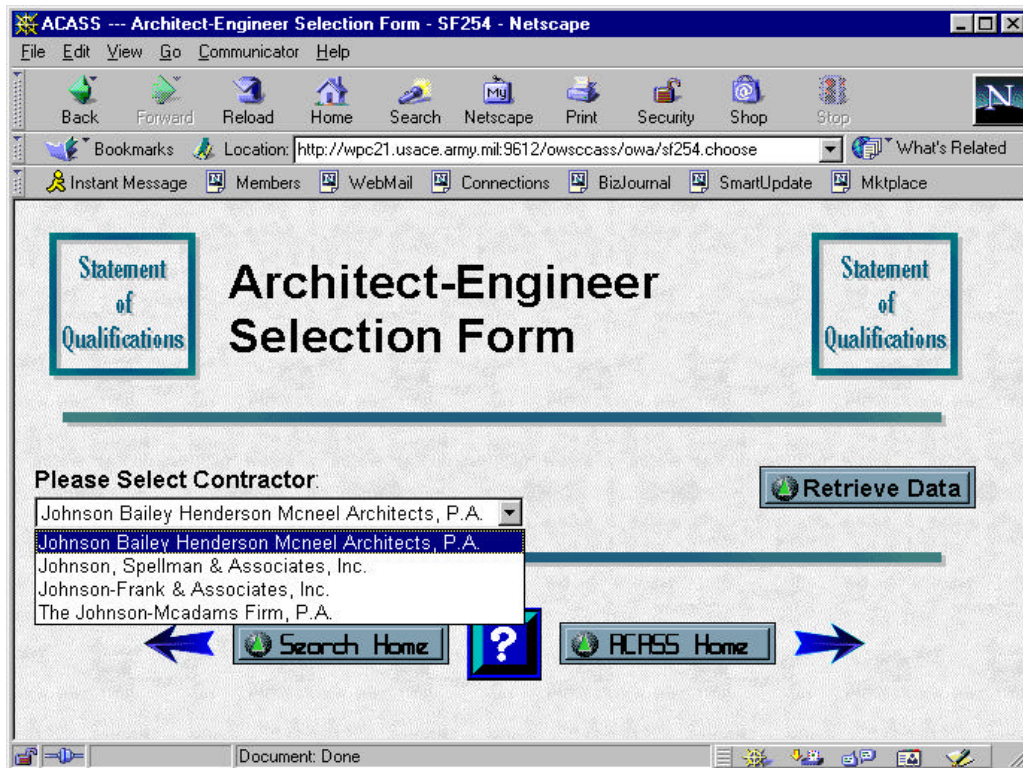 ACASS --- Architect-Engineer Selection Form - SF254 - Netscape
File Edit View Go Communicator Help
Back Forward Reload Home Search Netscape Print Security Shop Stop
My
N
Bookmarks Location: http://wpc21.usace.army.mil:9612/owsccass/owa/sf254.choose What's Related
Instant Message Members WebMail Connections BizJournal SmartUpdate Mktplace
Statement
of
Qualifications
Architect-Engineer
Selection Form
Statement
of
Qualifications
Please Select Contractor:
Retrieve Data
Johnson Bailey Henderson Mcneel Architects, P.A.
Johnson Bailey Henderson Mcneel Architects, P.A.
Johnson, Spellman & Associates, Inc.
Johnson-Frank & Associates, Inc.
The Johnson-Mcadams Firm, P.A.
Search Home ? ACASS Home
Document: Done